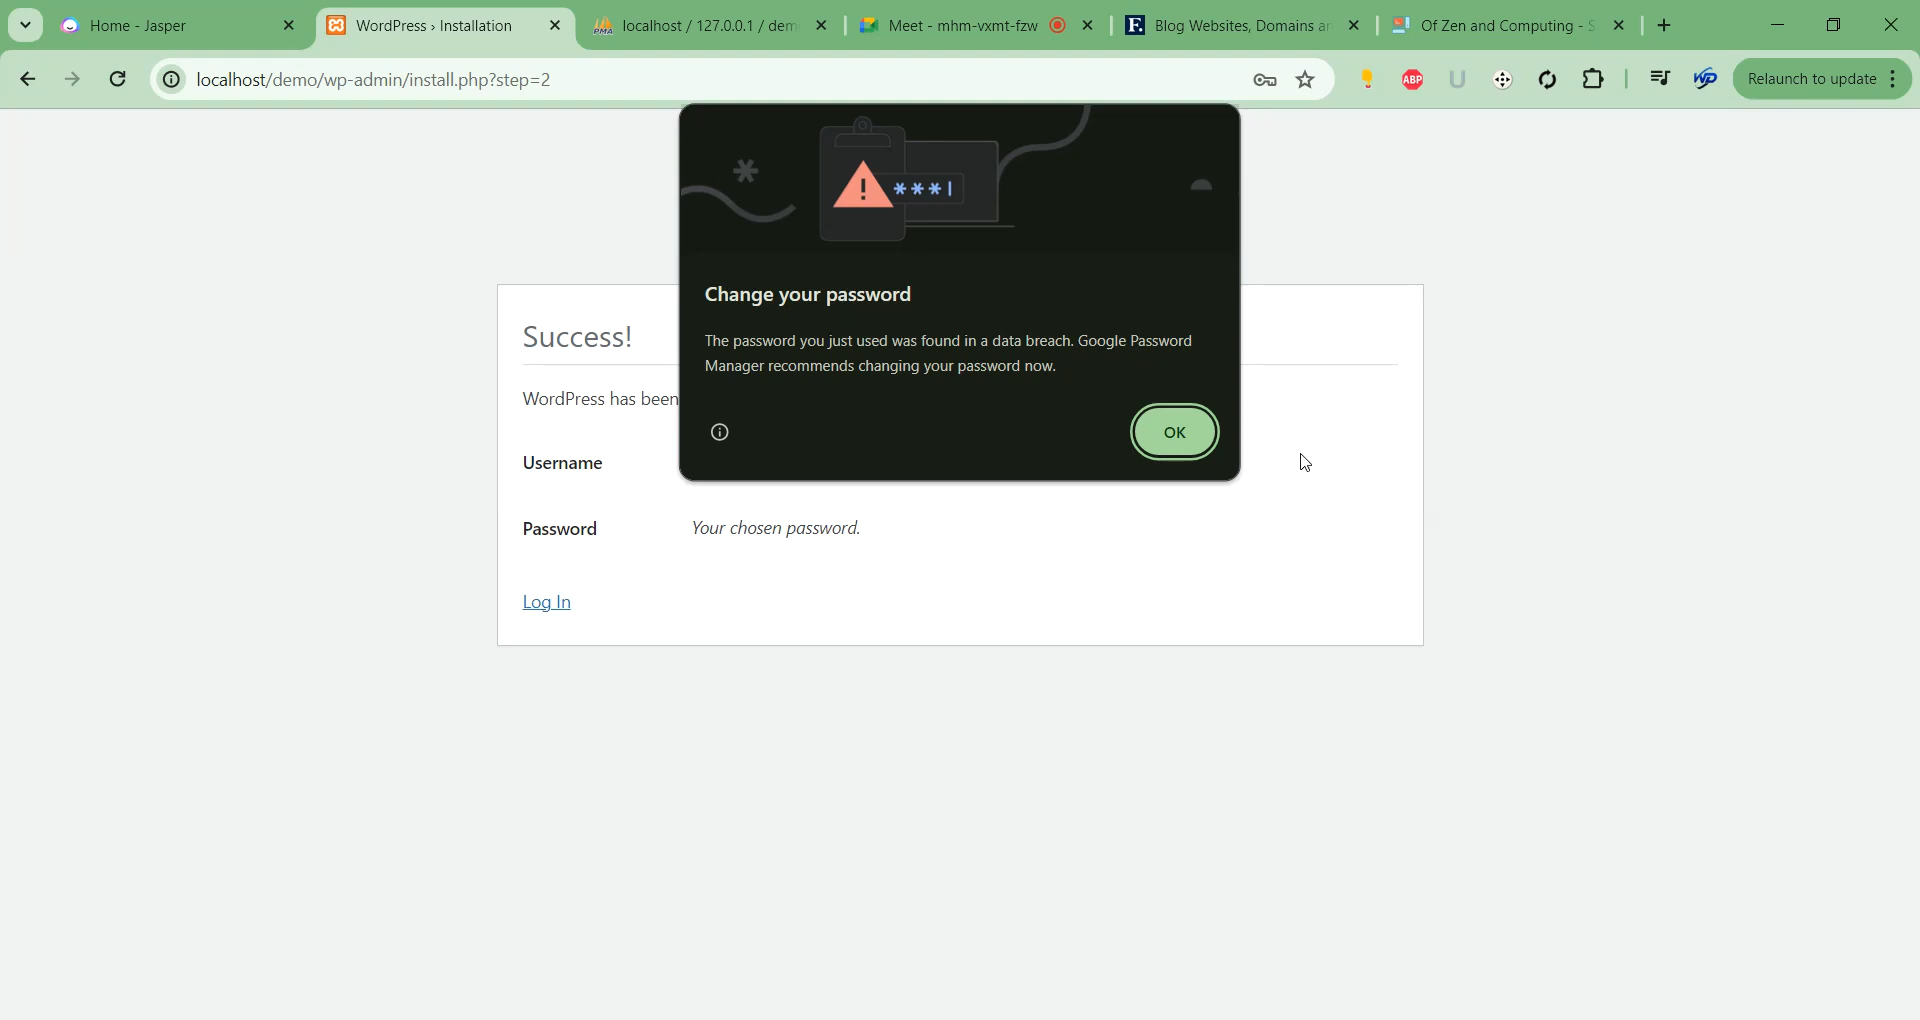 Home - Jasper
WordPress › Installation
localhost / 127.0.0.1 / dem
Meet - mhm-vxmt-fzw
Blog Websites, Domains ar
Of Zen and Computing - S
localhost/demo/wp-admin/install.php?step=2
ABP
Relaunch to update
***
Change your password
The password you just used was found in a data breach. Google Password
Manager recommends changing your password now.
OK
Success!
WordPress has been
Username
Password
Your chosen password.
Log In